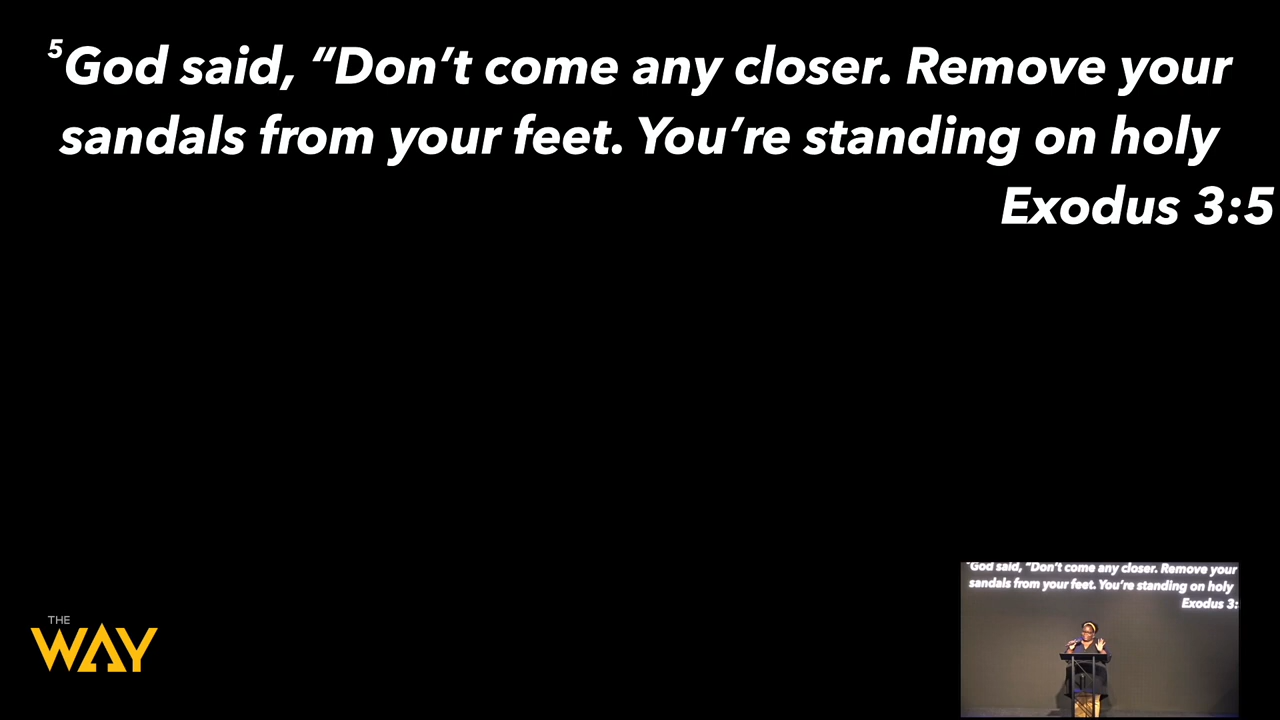 ⁵God said, “Don’t come any closer. Remove your
sandals from your feet. You’re standing on holy
Exodus 3:5
THE
WAY
God said, “Don’t come any closer. Remove your
sandals from your feet. You’re standing on holy
Exodus 3: